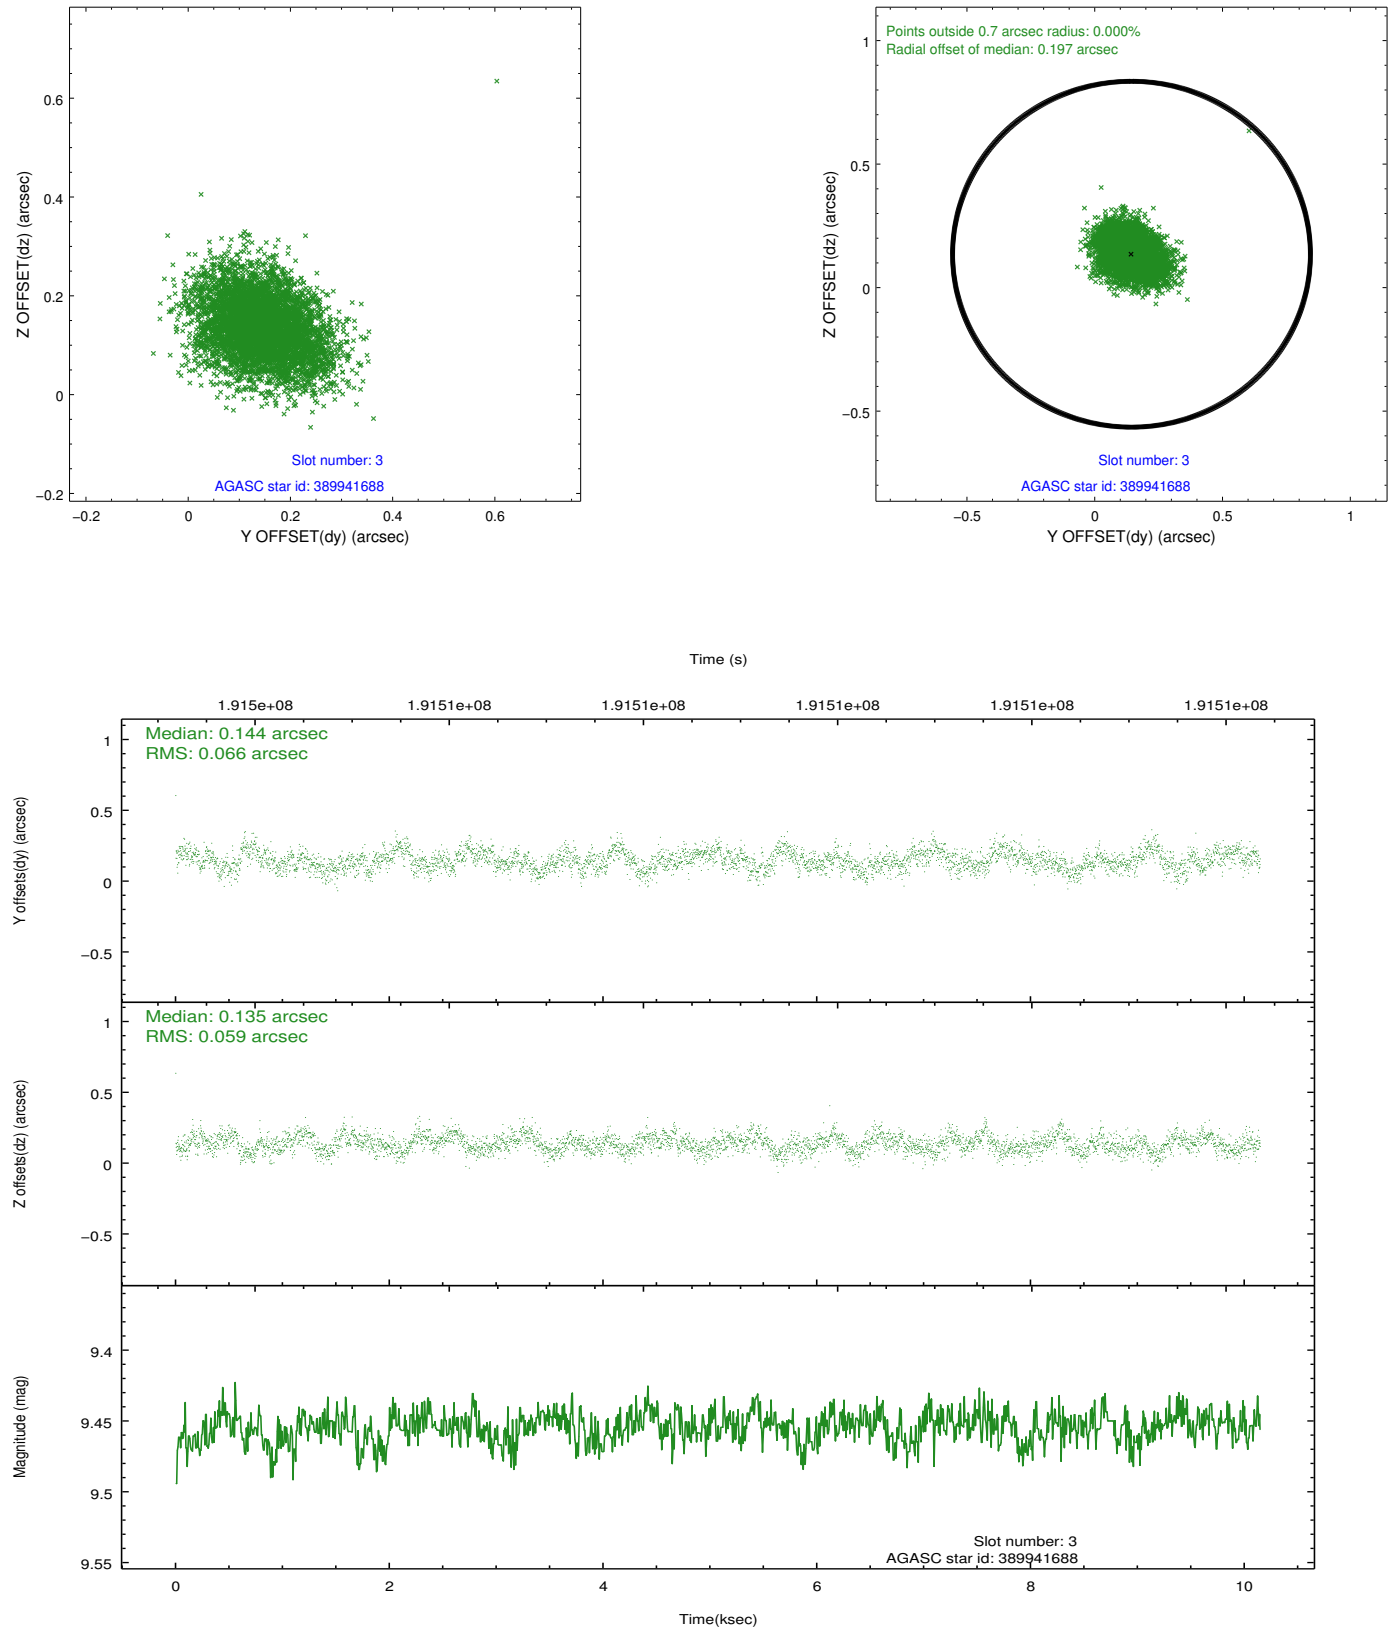 0.6
0.4
0.2
0
−0.2
Z OFFSET(dz) (arcsec)
Slot number: 3
AGASC star id: 389941688
−0.2 0 0.2 0.4 0.6
Y OFFSET(dy) (arcsec)
Points outside 0.7 arcsec radius: 0.000%
Radial offset of median: 0.197 arcsec
1
0.5
0
−0.5
Z OFFSET(dz) (arcsec)
Slot number: 3
AGASC star id: 389941688
−0.5 0 0.5 1
Y OFFSET(dy) (arcsec)
Time (s)
1.915e+08 1.9151e+08 1.9151e+08 1.9151e+08 1.9151e+08 1.9151e+08
Median: 0.144 arcsec
RMS: 0.066 arcsec
1
0.5
0
−0.5
Y offsets(dy) (arcsec)
Median: 0.135 arcsec
RMS: 0.059 arcsec
1
0.5
0
−0.5
Z offsets(dz) (arcsec)
9.4
9.45
9.5
9.55
Magnitude (mag)
Slot number: 3
AGASC star id: 389941688
0 2 4 6 8 10
Time(ksec)